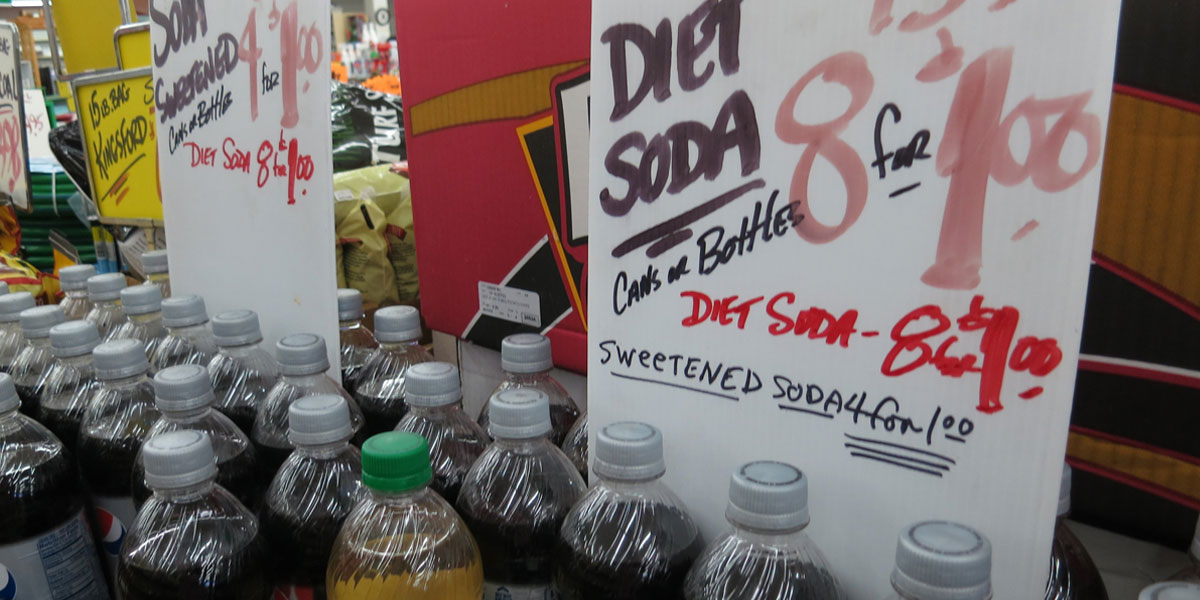 SODA
SWEETENED 4 for $1.00
Cans or Bottles
DIET SODA 8 for $1.00
15 LB. BAG
KINGSFORD
DIET
SODA 8 for $1.00
Cans or Bottles
DIET SODA - 8 for $1.00
SWEETENED SODA 4 for 1.00